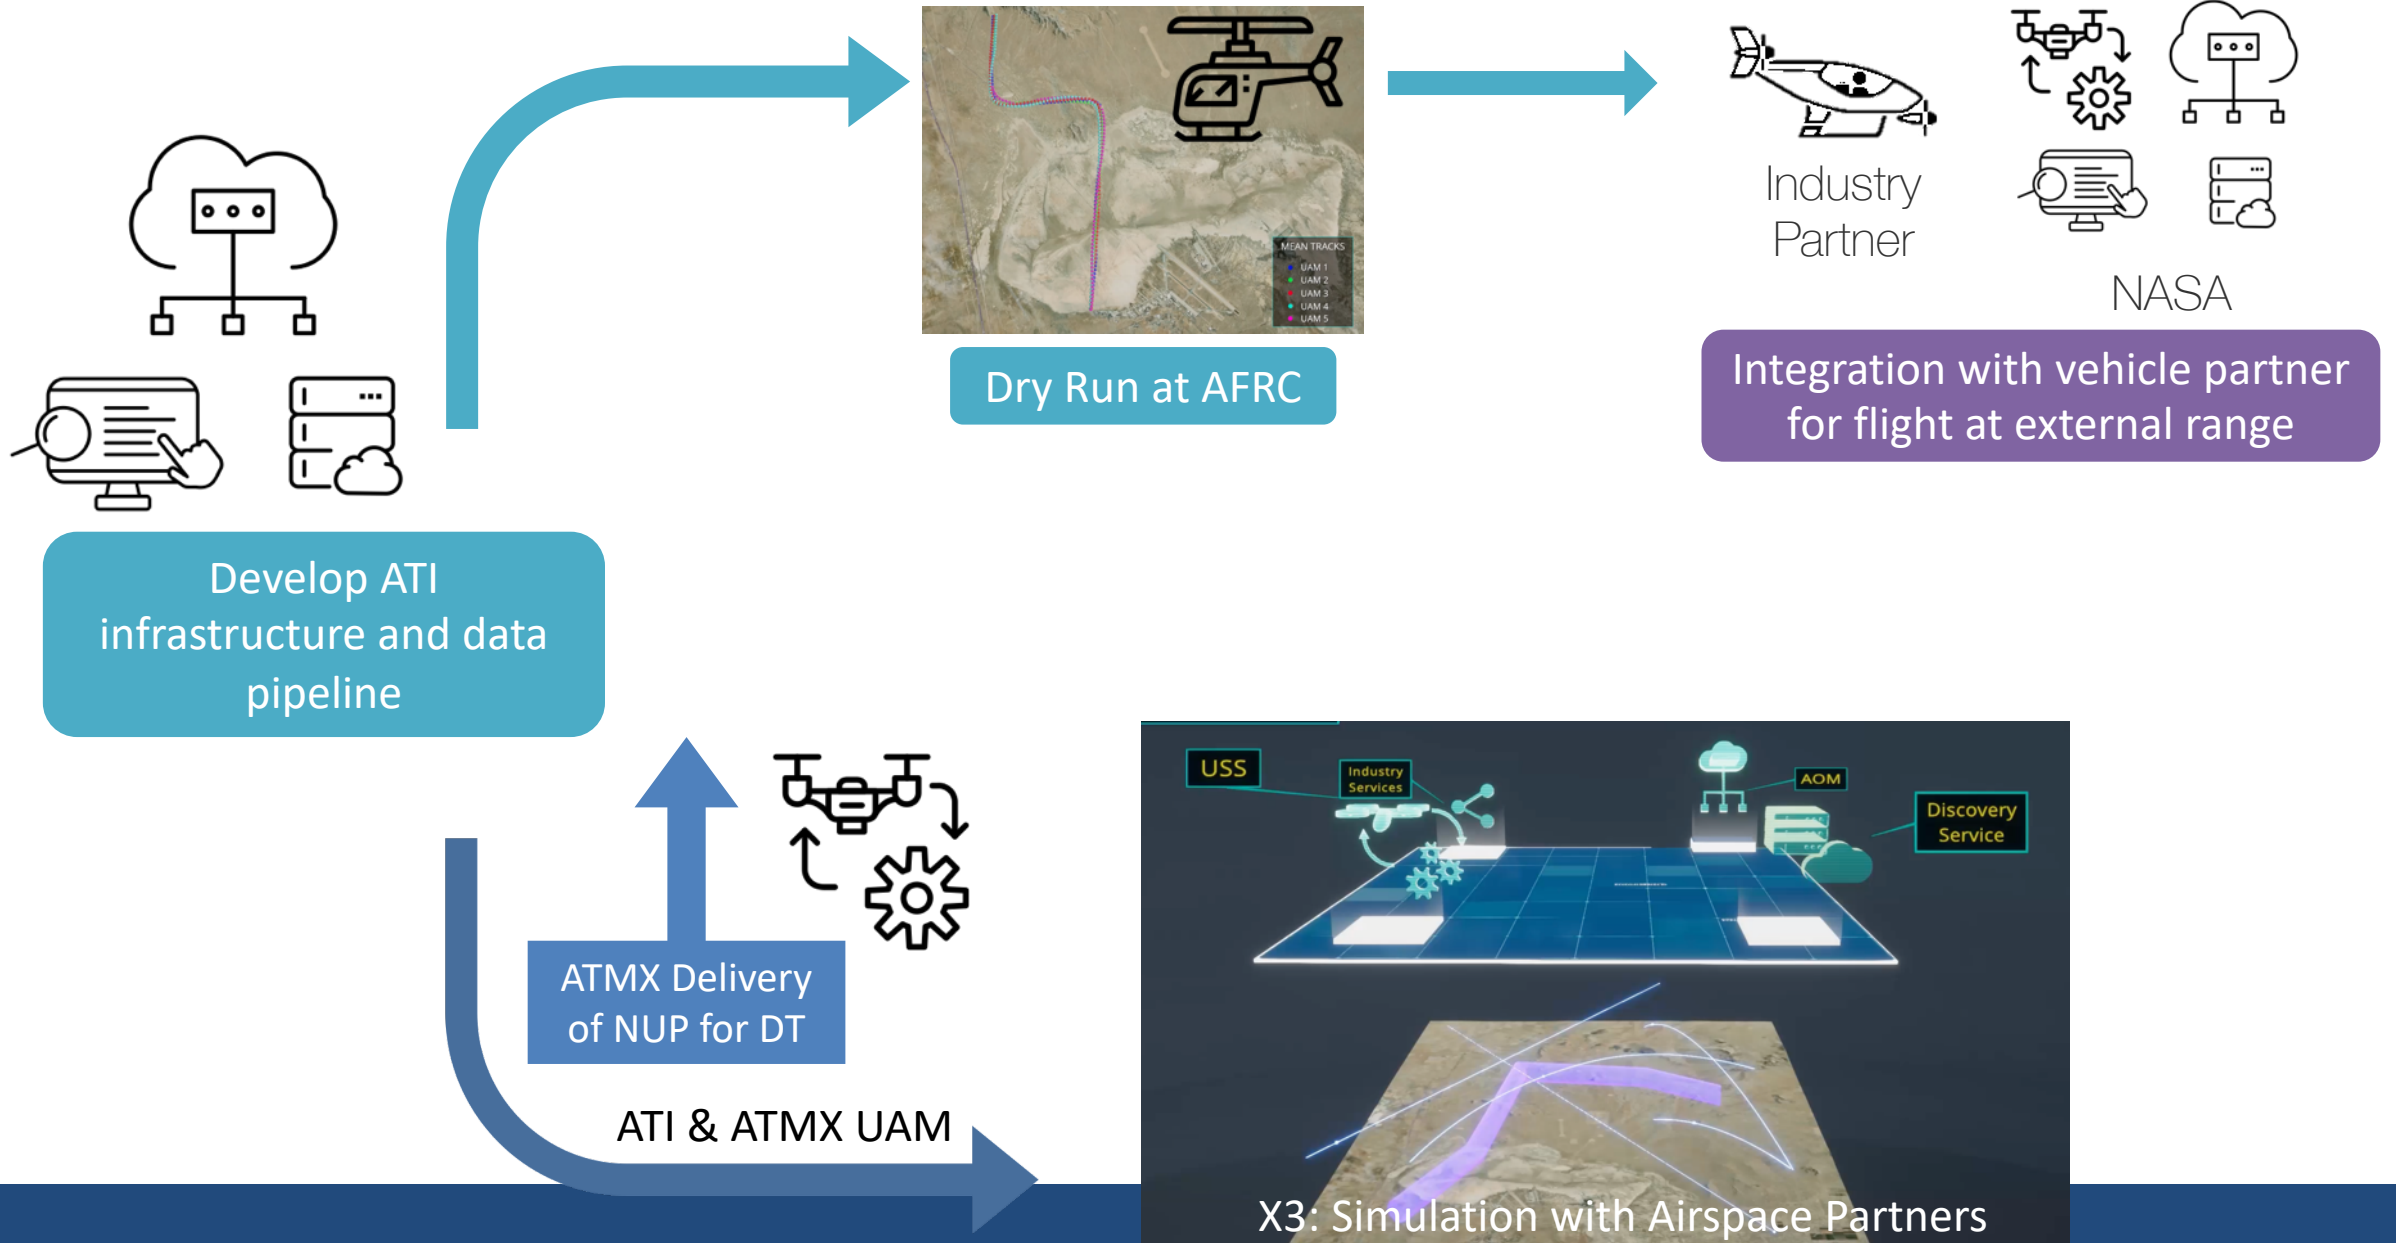 MEAN TRACKS
UAM 1
UAM 2
UAM 3
UAM 4
UAM 5
Dry Run at AFRC
Industry
Partner
NASA
Integration with vehicle partner
for flight at external range
Develop ATI
infrastructure and data
pipeline
ATMX Delivery
of NUP for DT
ATI & ATMX UAM
USS
Industry
Services
AOM
Discovery
Service
X3: Simulation with Airspace Partners